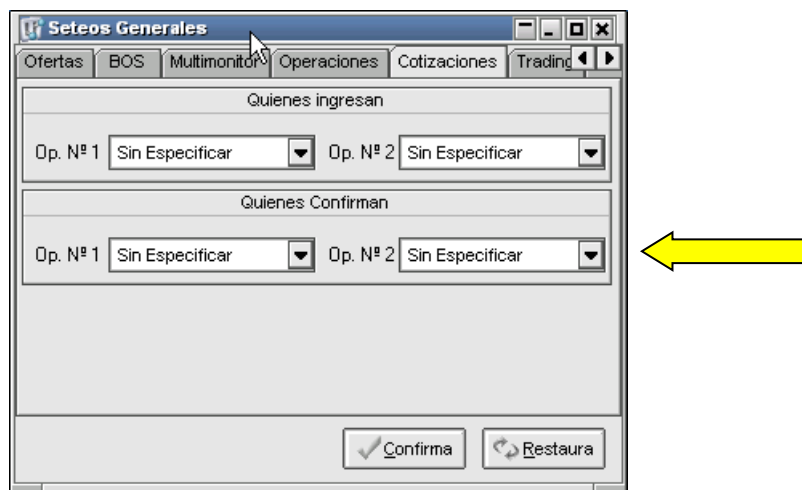 Seteos Generales
Ofertas BOS Multimonitor Operaciones Cotizaciones Trading
Quienes ingresan
Op. Nº 1 Sin Especificar Op. Nº 2 Sin Especificar
Quienes Confirman
Op. Nº 1 Sin Especificar Op. Nº 2 Sin Especificar
Confirma Restaura